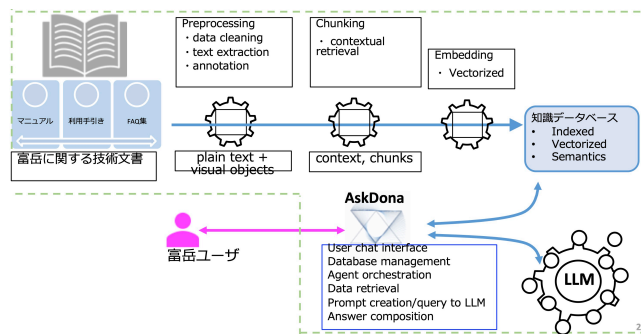 Preprocessing
・data cleaning
・text extraction
・annotation
Chunking
・ contextual
retrieval
Embedding
・ Vectorized
マニュアル
利用手引き
FAQ集
富岳に関する技術文書
plain text +
visual objects
context, chunks
知識データベース
• Indexed
• Vectorized
• Semantics
AskDona
富岳ユーザ
User chat interface
Database management
Agent orchestration
Data retrieval
Prompt creation/query to LLM
Answer composition
LLM
2